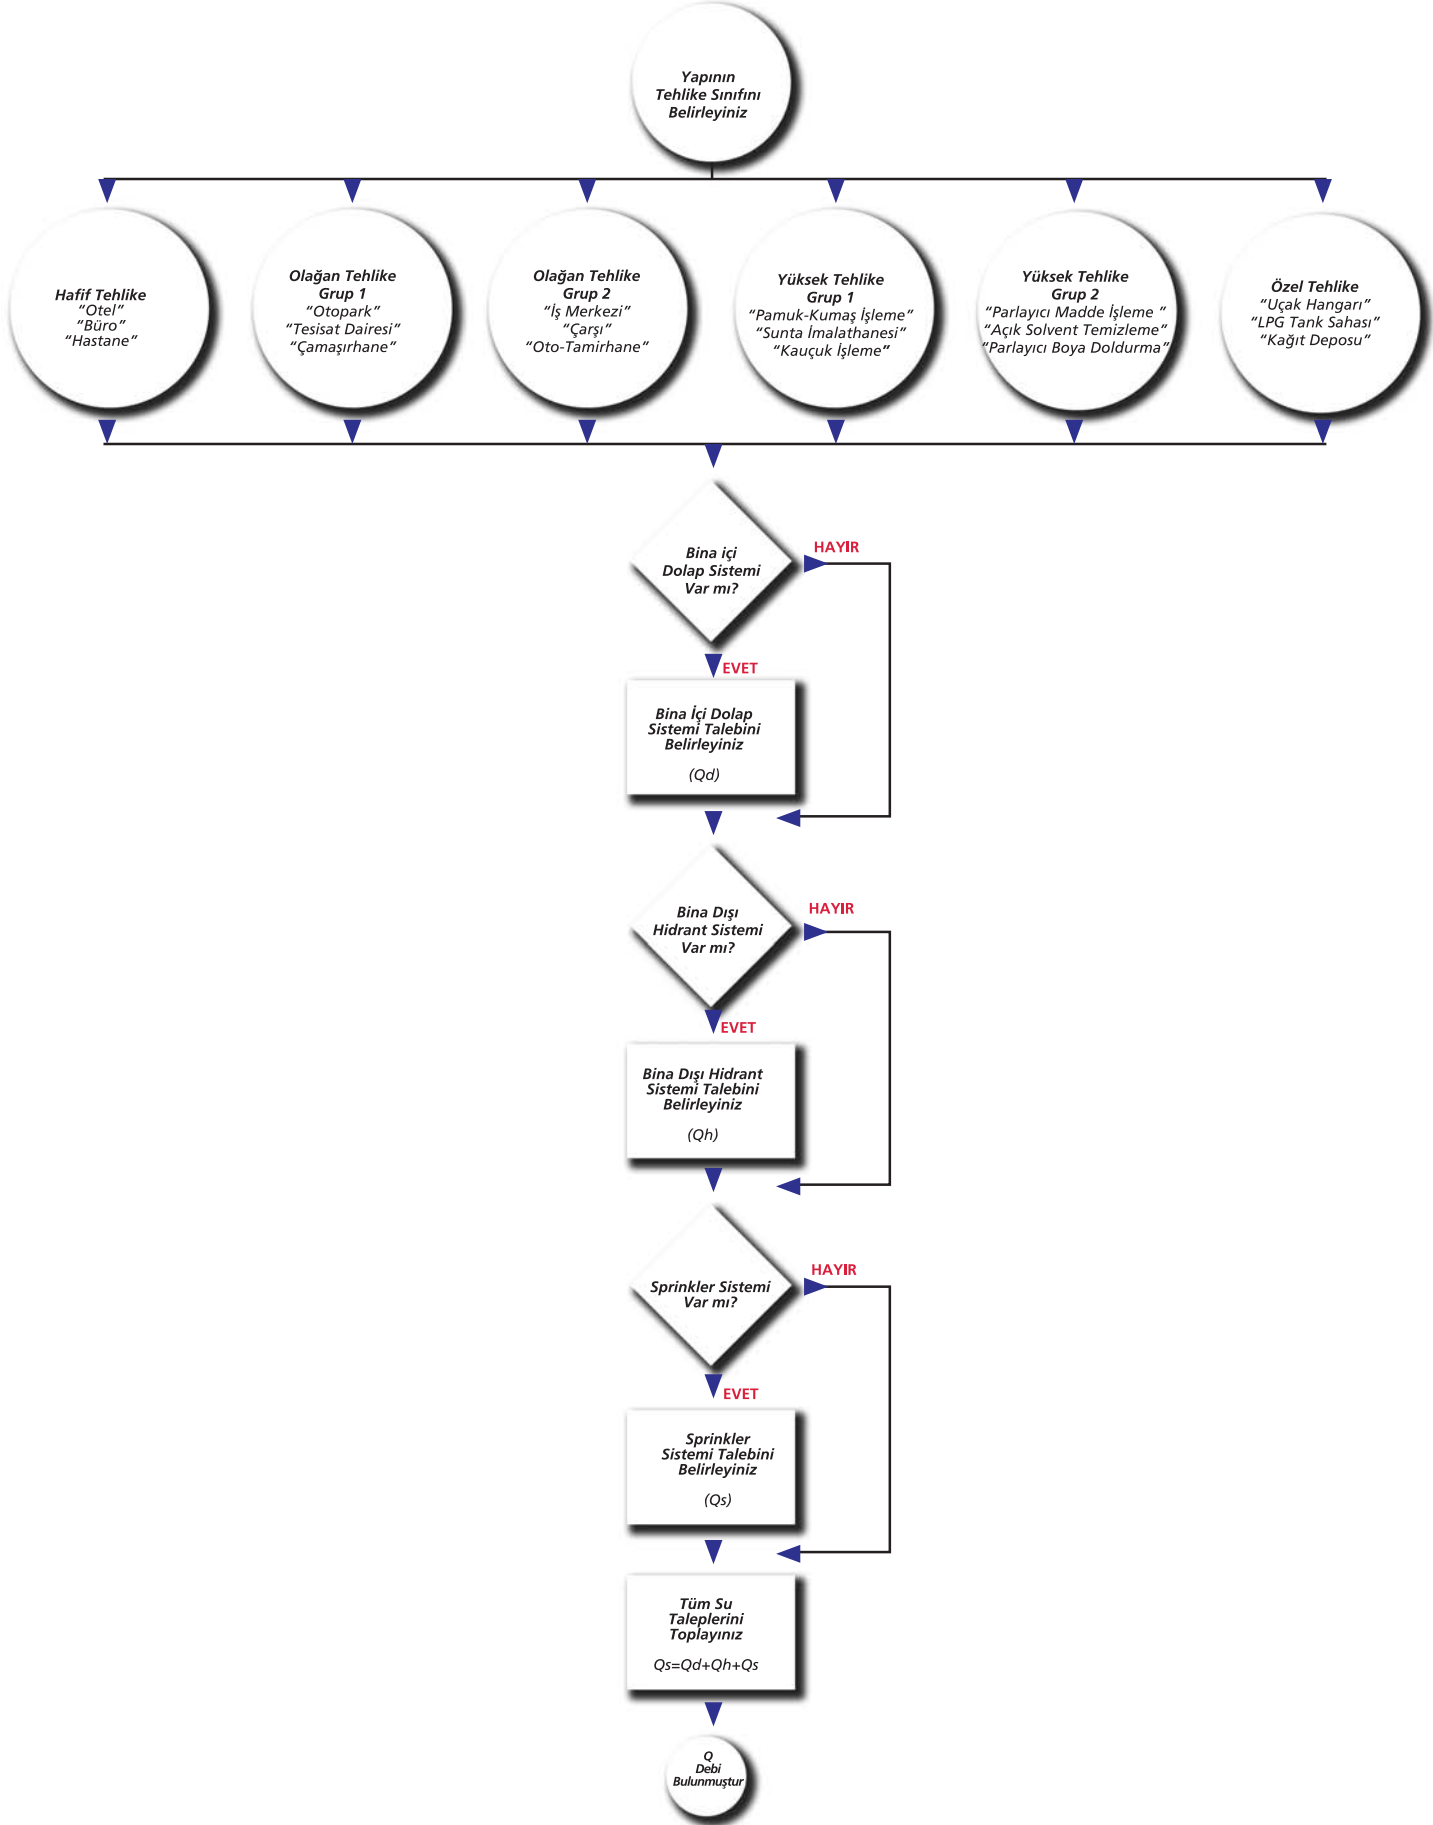 Yapının
Tehlike Sınıfını
Belirleyiniz
Hafif Tehlike
“Otel”
“Büro”
“Hastane”
Olağan Tehlike
Grup 1
“Otopark”
“Tesisat Dairesi”
“Çamaşırhane”
Olağan Tehlike
Grup 2
“İş Merkezi”
“Çarşı”
“Oto-Tamirhane”
Yüksek Tehlike
Grup 1
“Pamuk-Kumaş İşleme”
“Sunta İmalathanesi”
“Kauçuk İşleme”
Yüksek Tehlike
Grup 2
“Parlayıcı Madde İşleme ”
“Açık Solvent Temizleme”
“Parlayıcı Boya Doldurma”
Özel Tehlike
“Uçak Hangarı”
“LPG Tank Sahası”
“Kağıt Deposu”
Bina içi
Dolap Sistemi
Var mı?
HAYIR
EVET
Bina İçi Dolap
Sistemi Talebini
Belirleyiniz
(Qd)
Bina Dışı
Hidrant Sistemi
Var mı?
HAYIR
EVET
Bina Dışı Hidrant
Sistemi Talebini
Belirleyiniz
(Qh)
Sprinkler Sistemi
Var mı?
HAYIR
EVET
Sprinkler
Sistemi Talebini
Belirleyiniz
(Qs)
Tüm Su
Taleplerini
Toplayınız
Qs=Qd+Qh+Qs
Q
Debi
Bulunmuştur